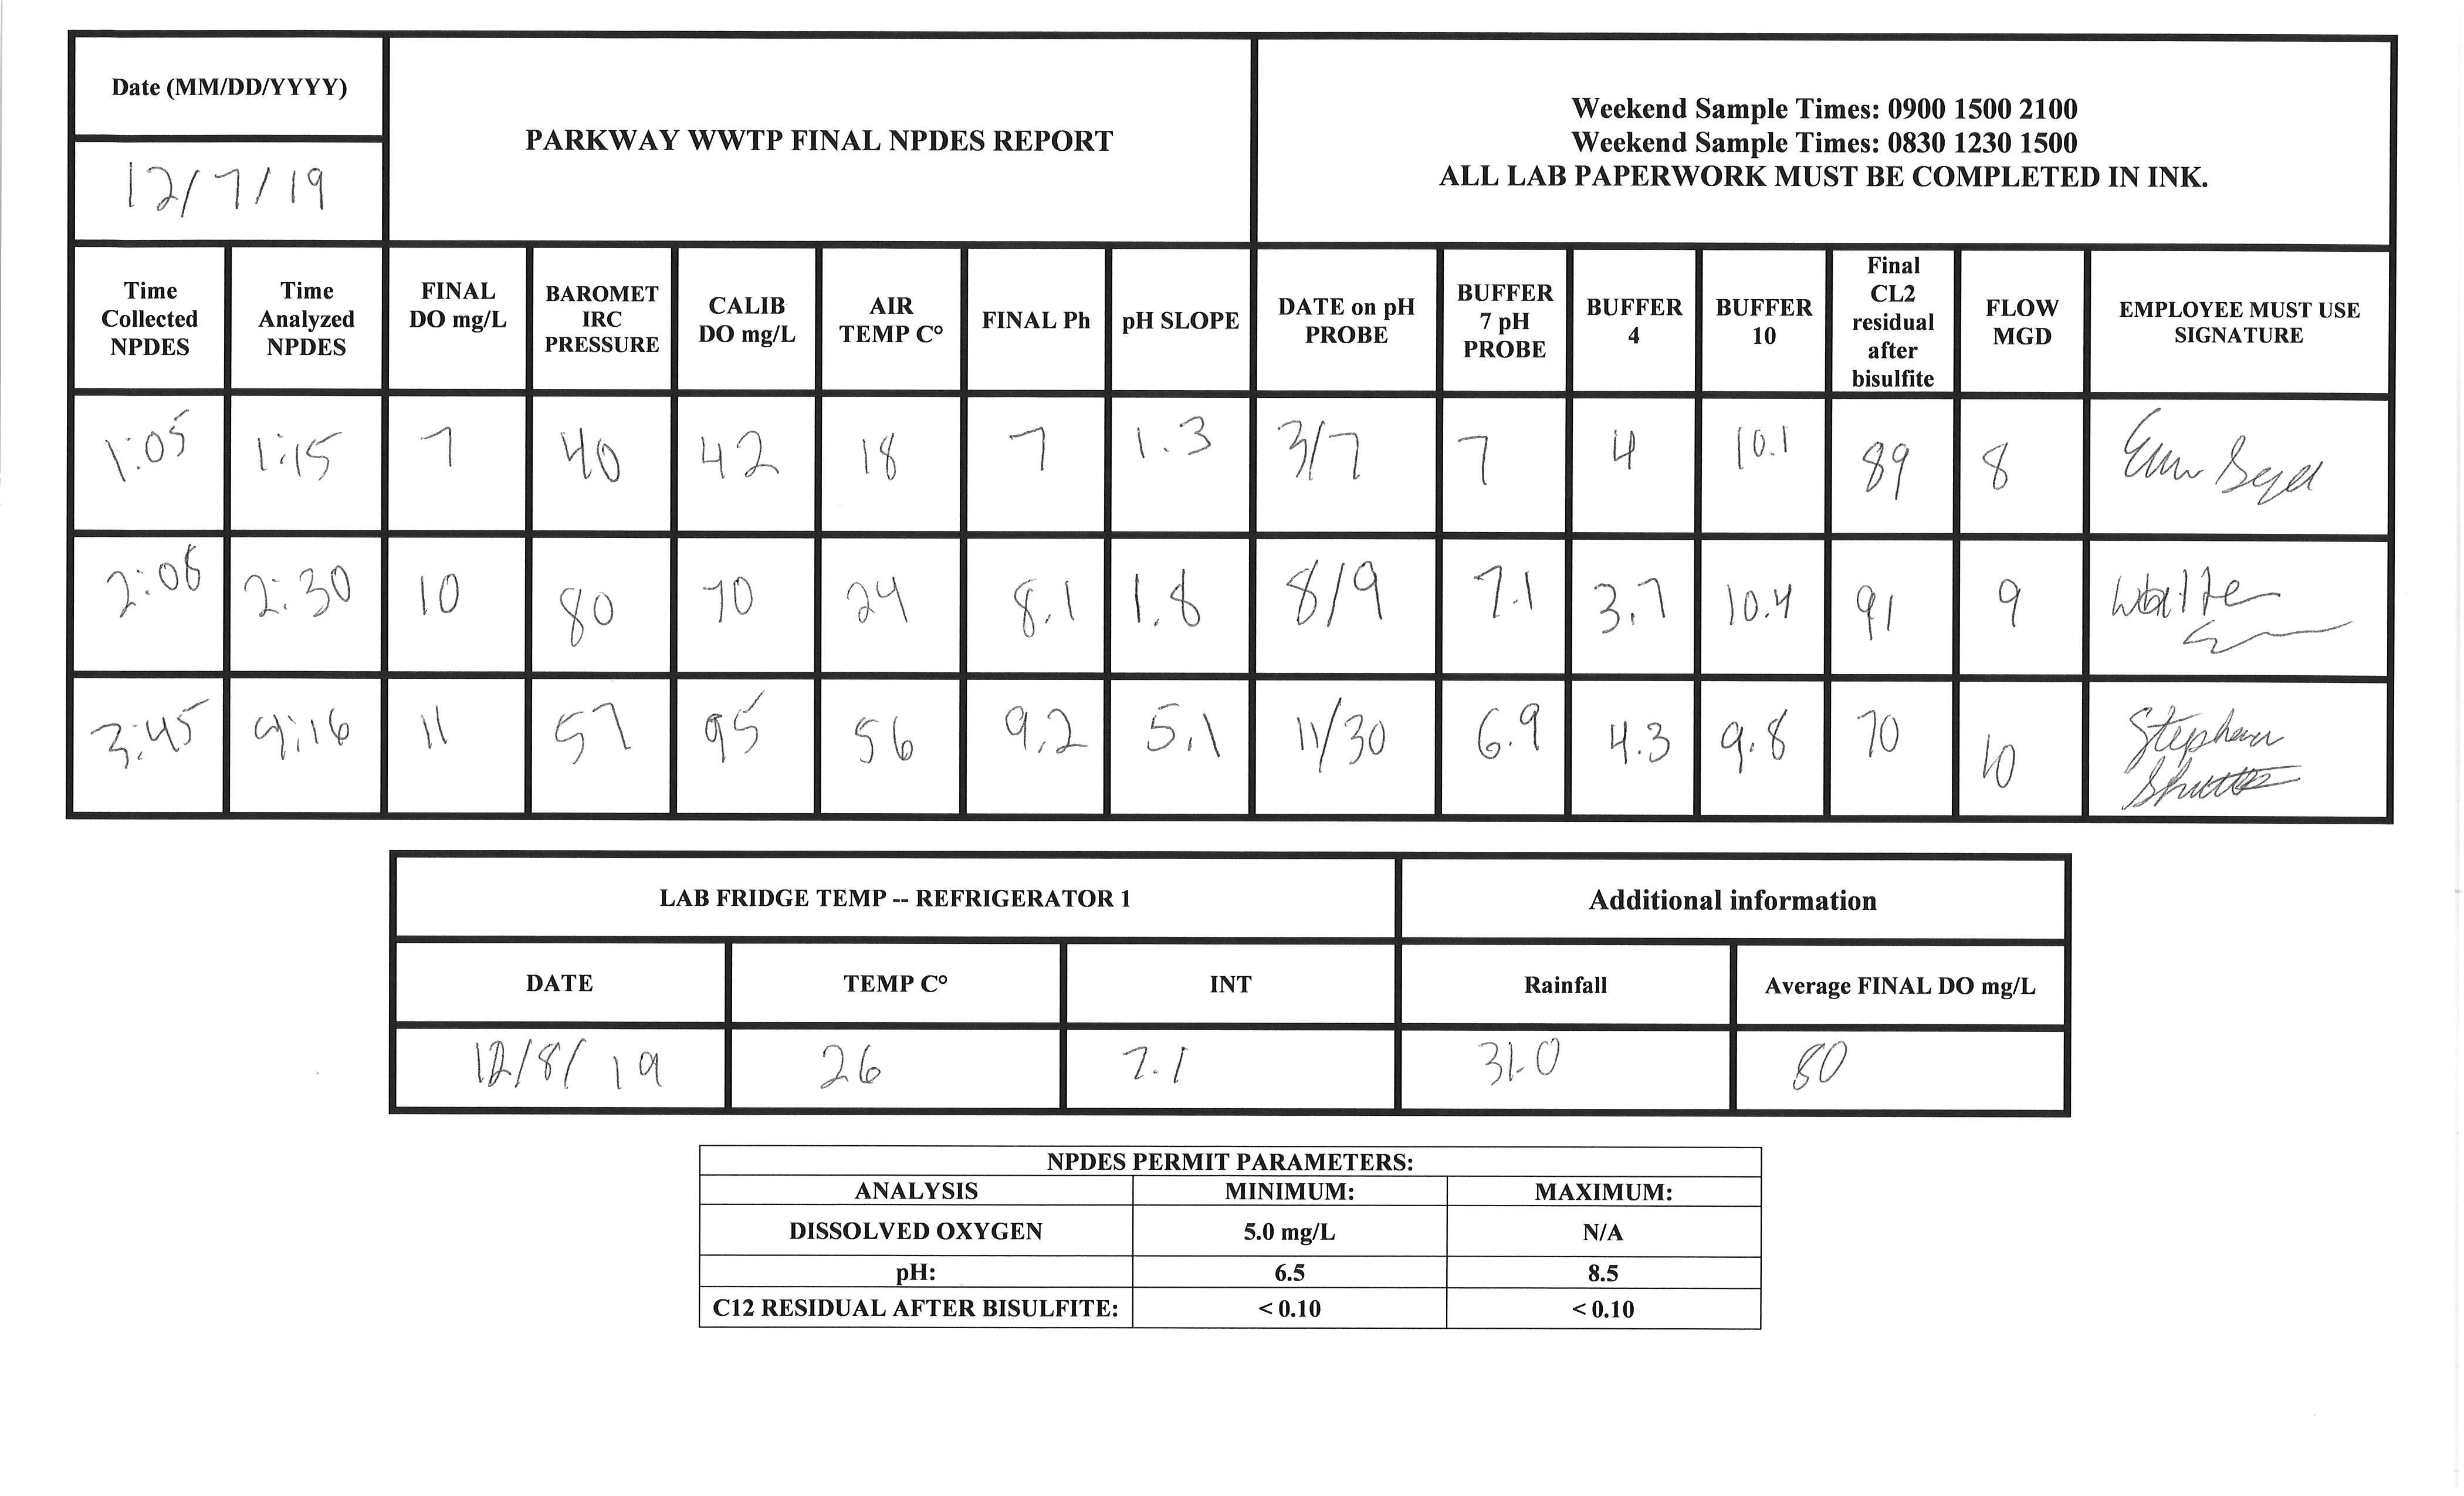 Date (MM/DD/YYYY)
12/7/19
PARKWAY WWTP FINAL NPDES REPORT
Weekend Sample Times: 0900 1500 2100
Weekend Sample Times: 0830 1230 1500
ALL LAB PAPERWORK MUST BE COMPLETED IN INK.
Time
Collected
NPDES
Time
Analyzed
NPDES
FINAL
DO mg/L
BAROMET
IRC
PRESSURE
CALIB
DO mg/L
AIR
TEMP C°
FINAL Ph
pH SLOPE
DATE on pH
PROBE
BUFFER
7 pH
PROBE
BUFFER
4
BUFFER
10
Final
CL2
residual
after
bisulfite
FLOW
MGD
EMPLOYEE MUST USE
SIGNATURE
1:05 1:15 7 40 42 18 7 1.3 3/7 7 4 10.1 89 8
2:30 10 80 70 24 8.1 1.8 8/9 7.1 3.7 10.4 91 9 Walter
3:45 11 57 95 56 9.2 5.1 11/30 6.9 4.3 9.8 70 10 Stephen
LAB FRIDGE TEMP -- REFRIGERATOR 1
Additional information
DATE
TEMP C°
INT
Rainfall
Average FINAL DO mg/L
12/8/19 26 7.1 31.0 80
NPDES PERMIT PARAMETERS:
ANALYSIS MINIMUM: MAXIMUM:
DISSOLVED OXYGEN 5.0 mg/L N/A
pH: 6.5 8.5
C12 RESIDUAL AFTER BISULFITE: < 0.10 < 0.10